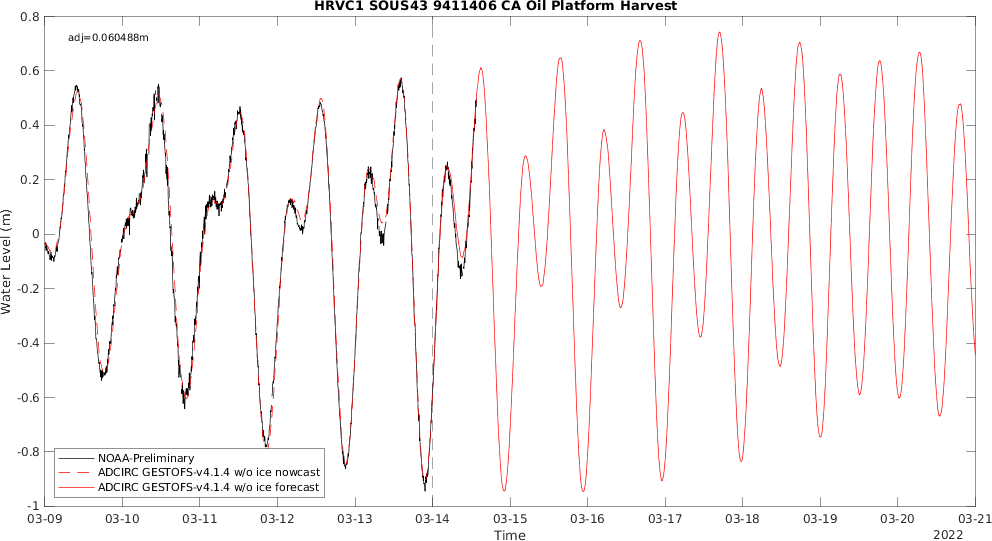 HRVC1 SOUS43 9411406 CA Oil Platform Harvest
adj=0.060488m
0.8
0.6
0.4
0.2
0
-0.2
-0.4
-0.6
-0.8
-1
Water Level (m)
NOAA-Preliminary
ADCIRC GESTOFS-v4.1.4 w/o ice nowcast
ADCIRC GESTOFS-v4.1.4 w/o ice forecast
03-09 03-10 03-11 03-12 03-13 03-14 03-15 03-16 03-17 03-18 03-19 03-20 03-21
Time
2022